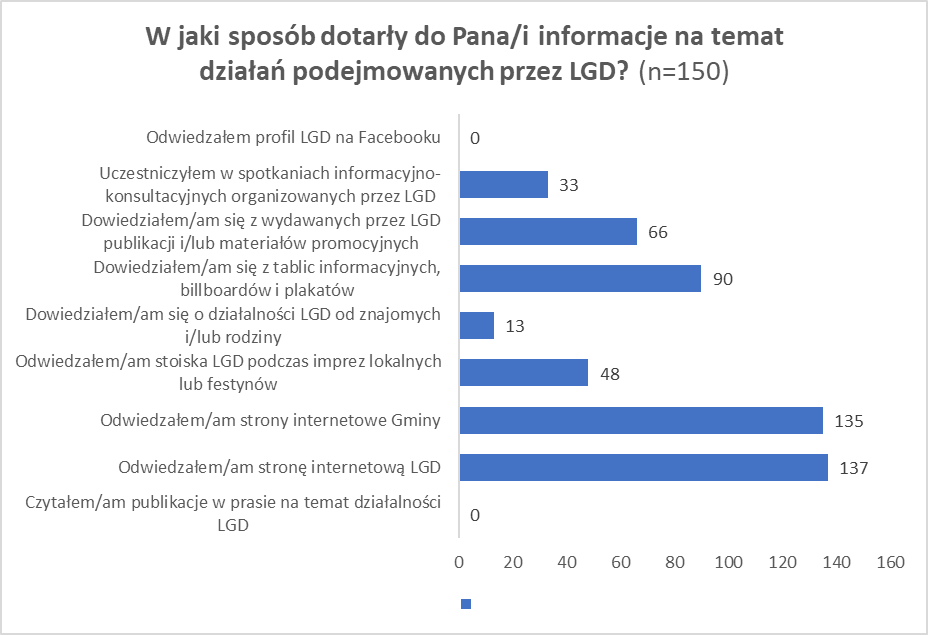 W jaki sposób dotarły do Pana/i informacje na temat
działań podejmowanych przez LGD? (n=150)
Odwiedzałem profil LGD na Facebooku
0
Uczestniczyłem w spotkaniach informacyjno-
konsultacyjnych organizowanych przez LGD
33
Dowiedziałem/am się z wydawanych przez LGD
publikacji i/lub materiałów promocyjnych
66
Dowiedziałem/am się z tablic informacyjnych,
billboardów i plakatów
90
Dowiedziałem/am się o działalności LGD od znajomych
i/lub rodziny
13
Odwiedzałem/am stoiska LGD podczas imprez lokalnych
lub festynów
48
Odwiedzałem/am strony internetowe Gminy
135
Odwiedzałem/am stronę internetową LGD
137
Czytałem/am publikacje w prasie na temat działalności
LGD
0
0 20 40 60 80 100 120 140 160